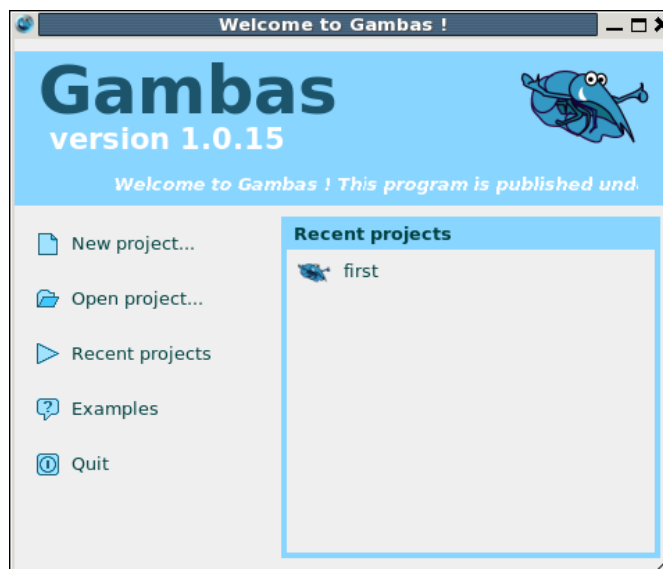 Welcome to Gambas !
Gambas
version 1.0.15
Welcome to Gambas ! This program is published
New project...
Open project...
Recent projects
Examples
Quit
Recent projects
first